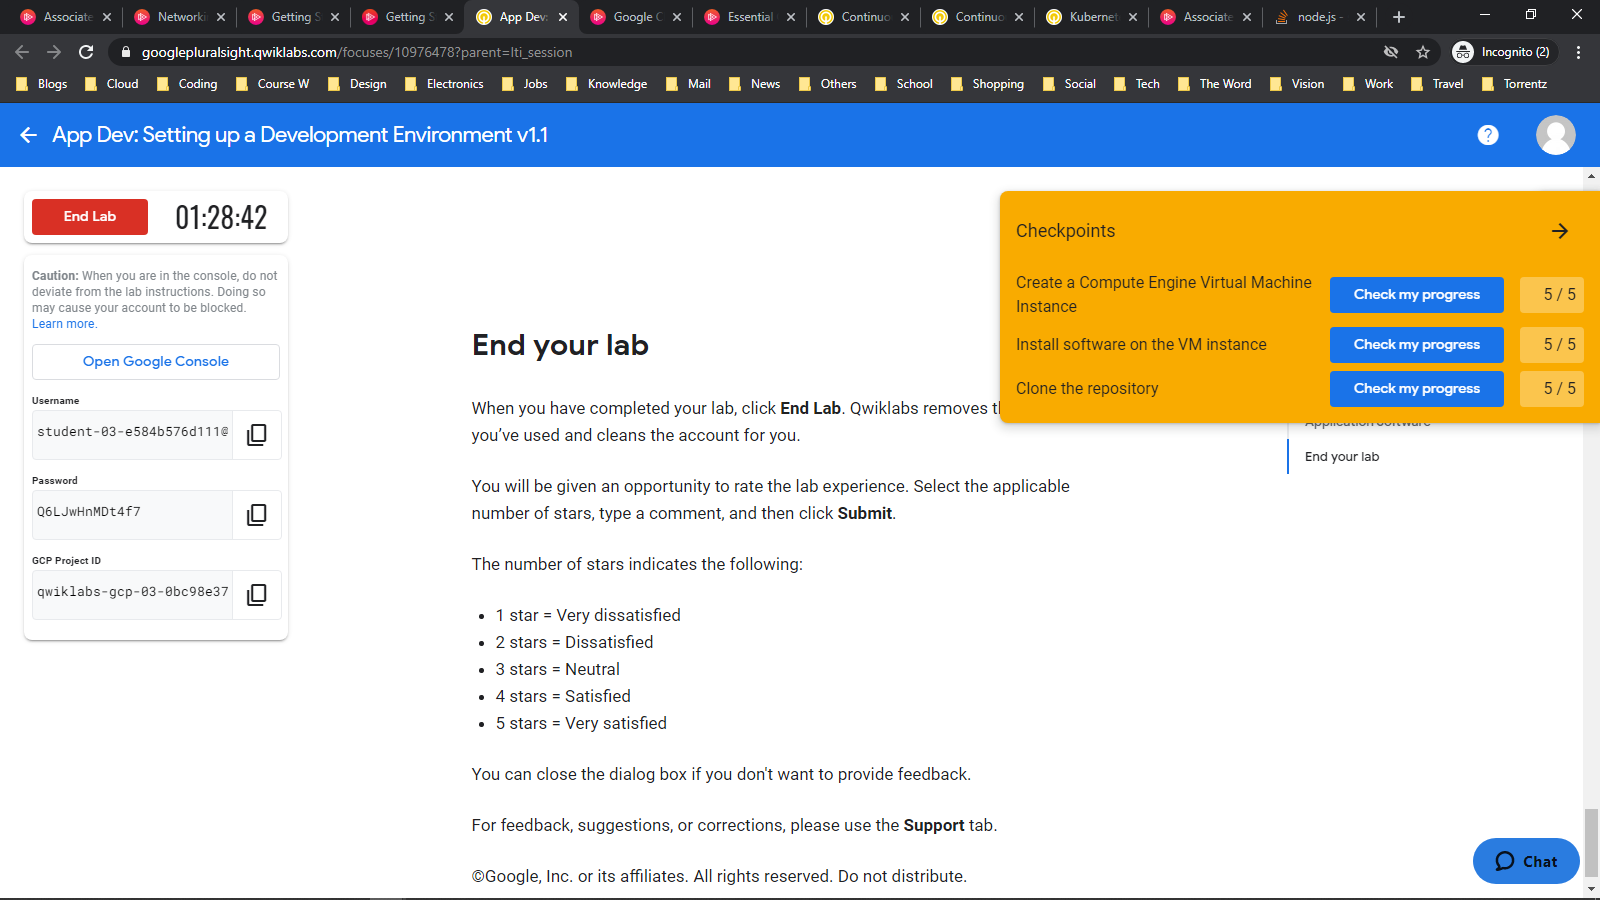 Associate
Networki
Getting S
Getting S
App Dev:
Google C
Essential
Continuo
Continuo
Kubernet
Associate
node.js -
googlepluralsight.qwiklabs.com/focuses/10976478?parent=lti_session
Incognito (2)
Blogs
Cloud
Coding
Course W
Design
Electronics
Jobs
Knowledge
Mail
News
Others
School
Shopping
Social
Tech
The Word
Vision
Work
Travel
Torrentz
App Dev: Setting up a Development Environment v1.1
?
End Lab
01:28:42
Caution: When you are in the console, do not
deviate from the lab instructions. Doing so
may cause your account to be blocked.
Learn more.
Open Google Console
Username
student-03-e584b576d111@
Password
Q6LJwHnMDt4f7
GCP Project ID
qwiklabs-gcp-03-0bc98e37
End your lab
When you have completed your lab, click End Lab. Qwiklabs removes
you've used and cleans the account for you.
You will be given an opportunity to rate the lab experience. Select the applicable
number of stars, type a comment, and then click Submit.
The number of stars indicates the following:
• 1 star = Very dissatisfied
• 2 stars = Dissatisfied
• 3 stars = Neutral
• 4 stars = Satisfied
• 5 stars = Very satisfied
You can close the dialog box if you don't want to provide feedback.
For feedback, suggestions, or corrections, please use the Support tab.
©Google, Inc. or its affiliates. All rights reserved. Do not distribute.
Checkpoints
Create a Compute Engine Virtual Machine
Instance
Check my progress
5 / 5
Install software on the VM instance
Check my progress
5 / 5
Clone the repository
Check my progress
5 / 5
Application Software
End your lab
Chat